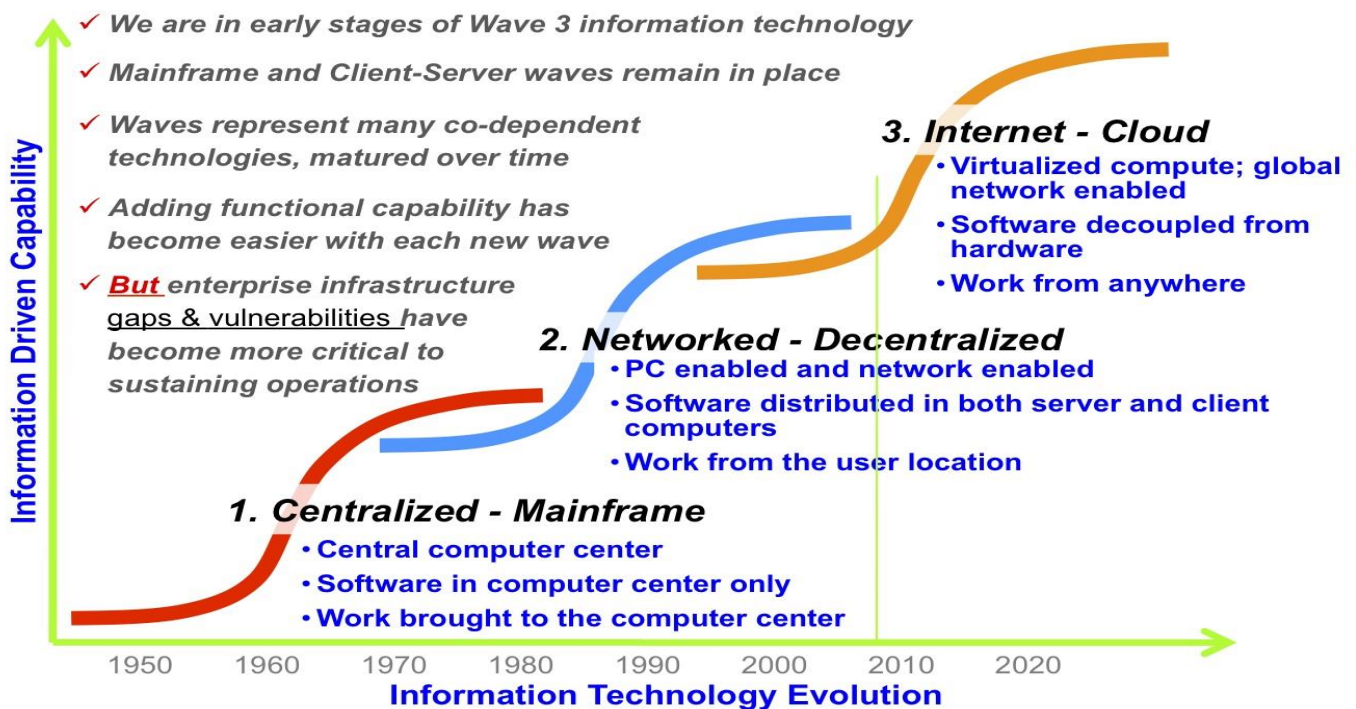 ✓ We are in early stages of Wave 3 information technology
✓ Mainframe and Client-Server waves remain in place
✓ Waves represent many co-dependent
technologies, matured over time
✓ Adding functional capability has
become easier with each new wave
✓ But enterprise infrastructure
gaps & vulnerabilities have
become more critical to
sustaining operations
Information Driven Capability
3. Internet - Cloud
• Virtualized compute; global
network enabled
• Software decoupled from
hardware
• Work from anywhere
2. Networked - Decentralized
• PC enabled and network enabled
• Software distributed in both server and client
computers
• Work from the user location
1. Centralized - Mainframe
• Central computer center
• Software in computer center only
• Work brought to the computer center
1950 1960 1970 1980 1990 2000 2010 2020
Information Technology Evolution